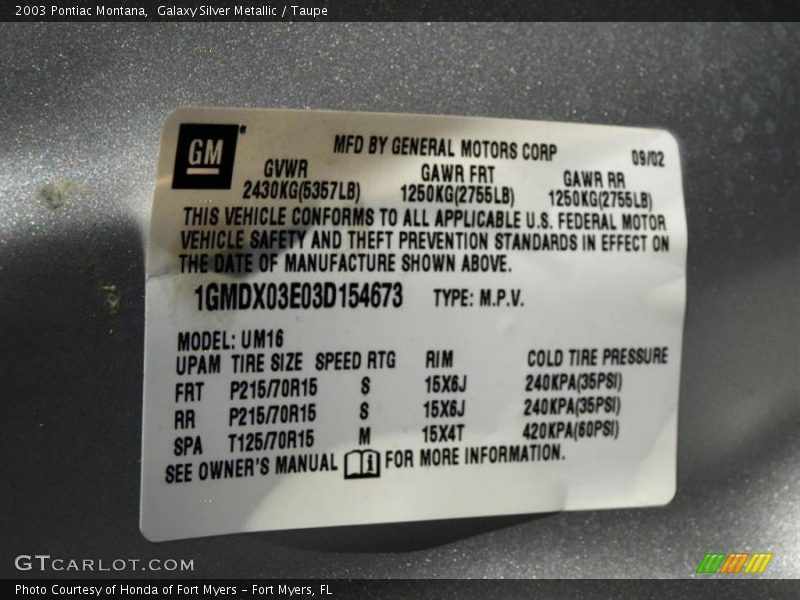 2003 Pontiac Montana, Galaxy Silver Metallic / Taupe
GM®
MFD BY GENERAL MOTORS CORP 09/02
GVWR GAWR FRT GAWR RR
2430KG(5357LB) 1250KG(2755LB) 1250KG(2755LB)
THIS VEHICLE CONFORMS TO ALL APPLICABLE U.S. FEDERAL MOTOR
VEHICLE SAFETY AND THEFT PREVENTION STANDARDS IN EFFECT ON
THE DATE OF MANUFACTURE SHOWN ABOVE.
1GMDX03E03D154673 TYPE: M.P.V.
MODEL: UM16
UPAM TIRE SIZE SPEED RTG RIM COLD TIRE PRESSURE
FRT P215/70R15 S 15X6J 240KPA(35PSI)
RR P215/70R15 S 15X6J 240KPA(35PSI)
SPA T125/70R15 M 15X4T 420KPA(60PSI)
SEE OWNER'S MANUAL i FOR MORE INFORMATION.
GTCARLOT.COM
Photo Courtesy of Honda of Fort Myers - Fort Myers, FL